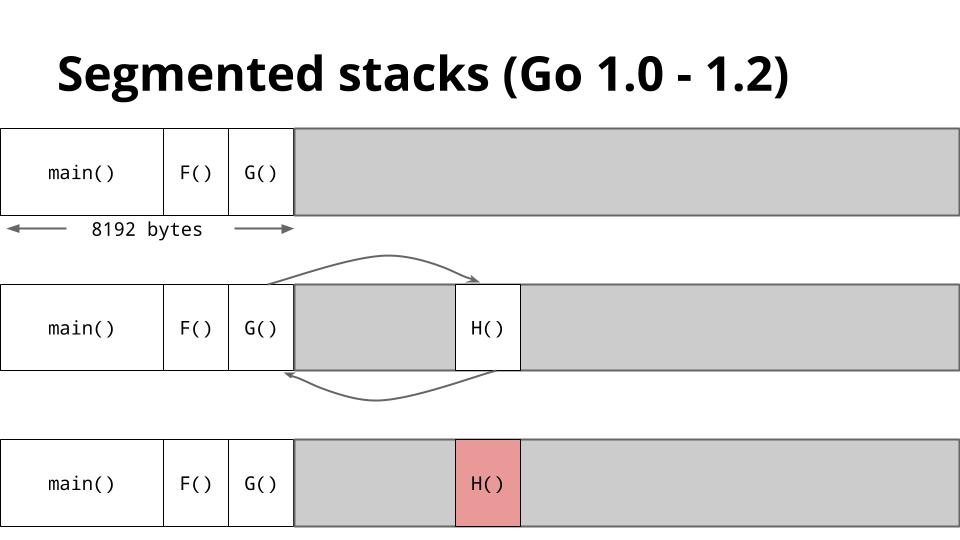 Segmented stacks (Go 1.0 - 1.2)
main() F() G()
8192 bytes
main() F() G() H()
main() F() G() H()